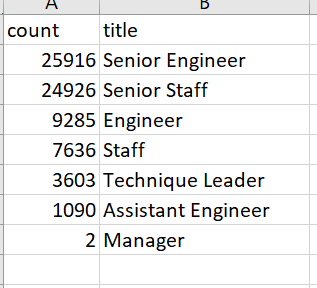 A B
count title
25916 Senior Engineer
24926 Senior Staff
9285 Engineer
7636 Staff
3603 Technique Leader
1090 Assistant Engineer
2 Manager